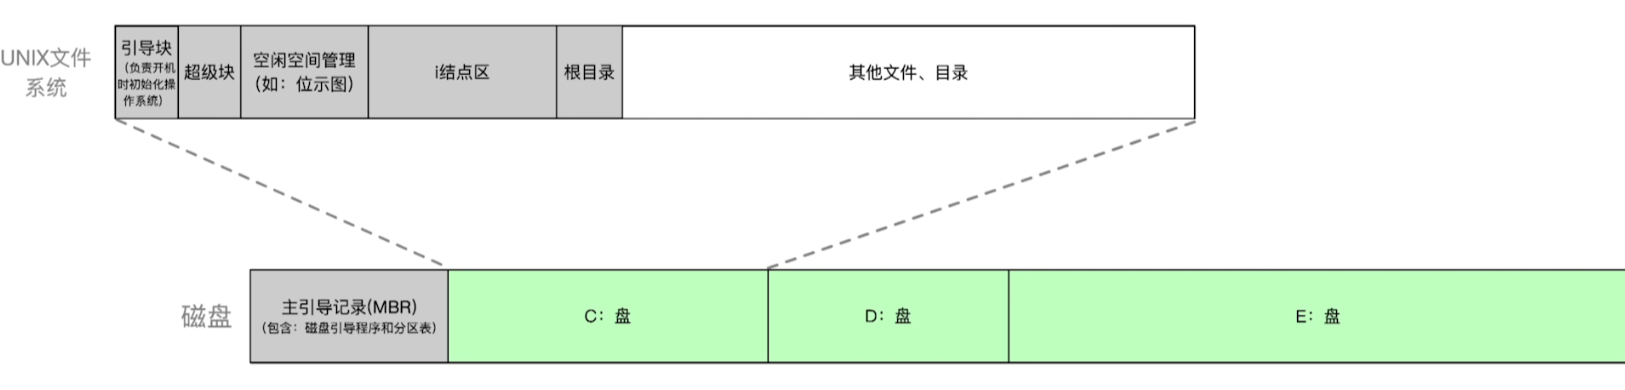 UNIX文件
系统
引导块
（负责开机
时初始化操
作系统）
超级块
空闲空间管理
（如：位示图）
i结点区
根目录
其他文件、目录
磁盘
主引导记录(MBR)
（包含：磁盘引导程序和分区表）
C：盘
D：盘
E：盘